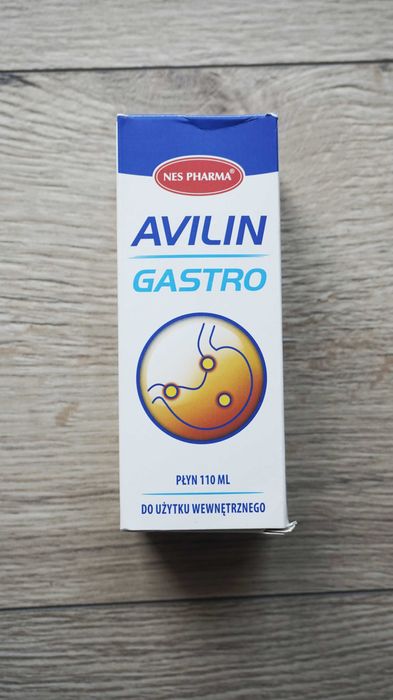 NES PHARMA®
AVILIN
GASTRO
PŁYN 110 ML
DO UŻYTKU WEWNĘTRZNEGO